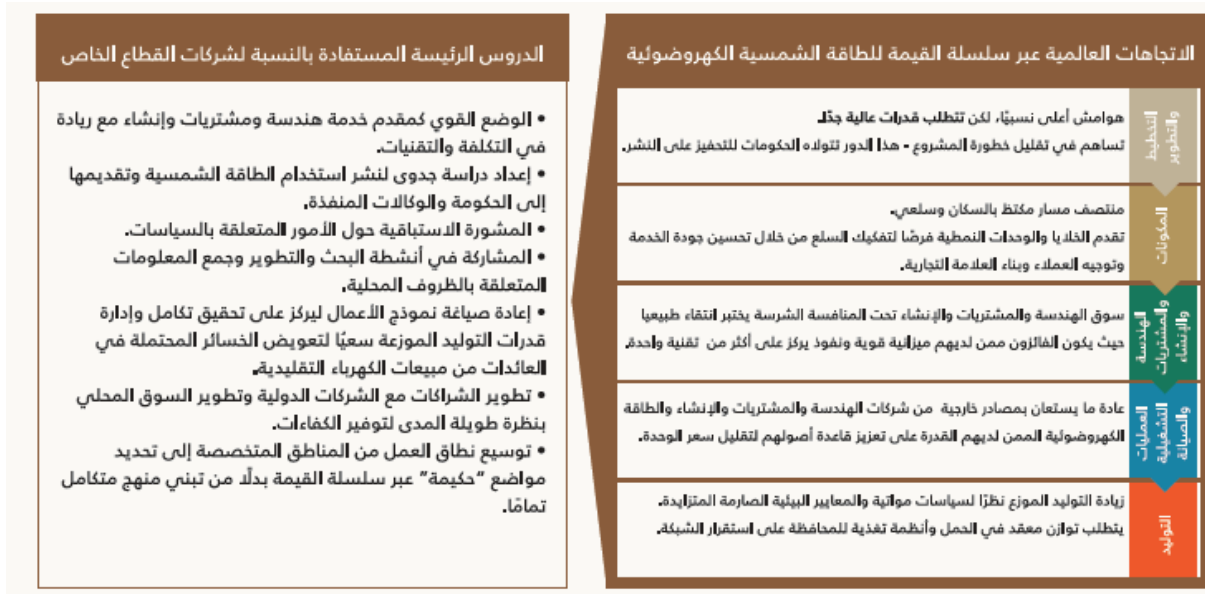 الاتجاهات العالمية عبر سلسلة القيمة للطاقة الشمسية الكهروضوئية
التخطيط
والتطوير
هوامش أعلى نسبيًا، لكن تتطلب قدرات عالية جدًا.
تساهم في تقليل خطورة المشروع - هذا الدور تتولاه الحكومات للتحفيز على النشر.
المكونات
منتصف مسار مكتظ بالسكان وسلعي.
تقدم الخلايا والوحدات النمطية فرصًا لتفكيك السلع من خلال تحسين جودة الخدمة
وتوجيه العملاء وبناء العلامة التجارية.
الهندسة
والمشتريات
والإنشاء
سوق الهندسة والمشتريات والإنشاء تحت المنافسة الشرسة يختبر انتقاء طبيعيا
حيث يكون الفائزون ممن لديهم ميزانية قوية ونفوذ يركز على أكثر من تقنية واحدة.
العمليات
التشغيلية
والصيانة
عادة ما يستعان بمصادر خارجية من شركات الهندسة والمشتريات والإنشاء والطاقة
الكهروضوئية الممن لديهم القدرة على تعزيز قاعدة أصولهم لتقليل سعر الوحدة.
التوليد
زيادة التوليد الموزع نظرًا لسياسات مواتية والمعايير البيئية الصارمة المتزايدة.
يتطلب توازن معقد في الحمل وأنظمة تغذية للمحافظة على استقرار الشبكة.
الدروس الرئيسة المستفادة بالنسبة لشركات القطاع الخاص
• الوضع القوي كمقدم خدمة هندسة ومشتريات وإنشاء مع ريادة
في التكلفة والتقنيات.
• إعداد دراسة جدوى لنشر استخدام الطاقة الشمسية وتقديمها
إلى الحكومة والوكالات المنفذة.
• المشورة الاستباقية حول الأمور المتعلقة بالسياسات.
• المشاركة في أنشطة البحث والتطوير وجمع المعلومات
المتعلقة بالظروف المحلية.
• إعادة صياغة نموذج الأعمال ليركز على تحقيق تكامل وإدارة
قدرات التوليد الموزعة سعيًا لتعويض الخسائر المحتملة في
العائدات من مبيعات الكهرباء التقليدية.
• تطوير الشراكات مع الشركات الدولية وتطوير السوق المحلي
بنظرة طويلة المدى لتوفير الكفاءات.
• توسيع نطاق العمل من المناطق المتخصصة إلى تحديد
مواضع "حكيمة" عبر سلسلة القيمة بدلًا من تبني منهج متكامل
تمامًا.